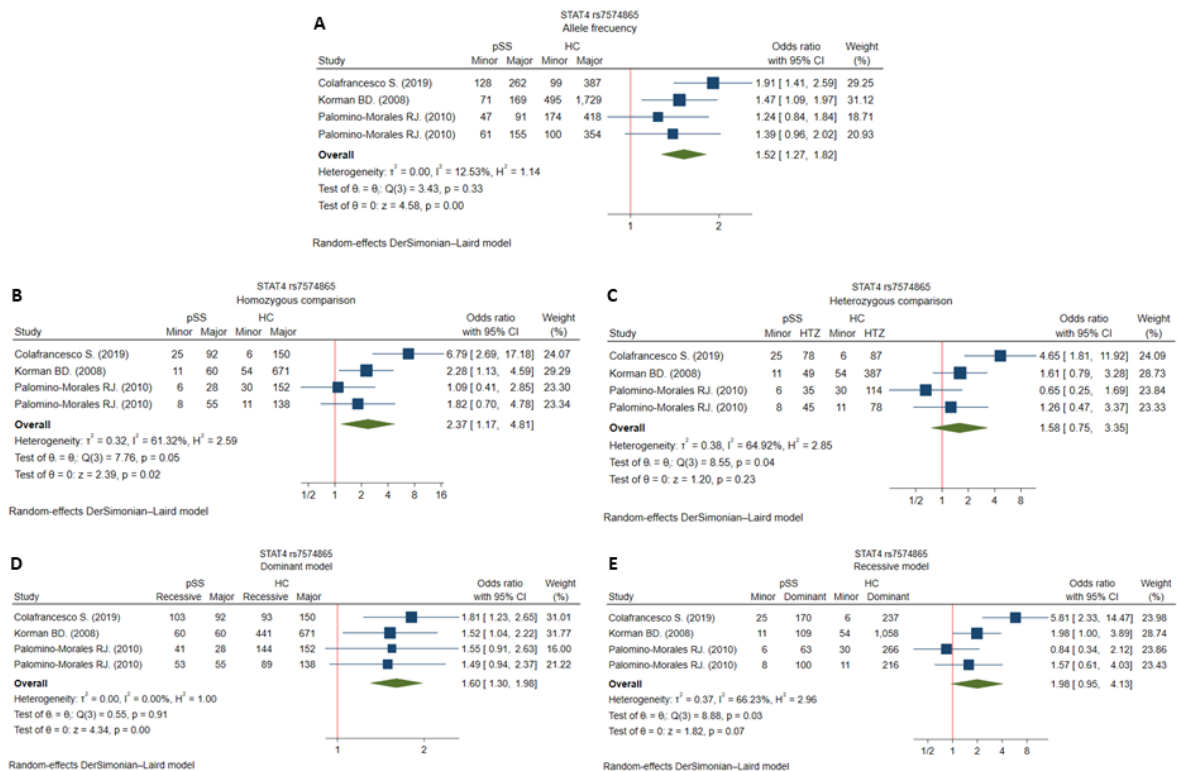 A
STAT4 rs7574865
Allele frecuency
pSS HC Odds ratio Weight
Study Minor Major Minor Major with 95% CI (%)
Colafrancesco S. (2019) 128 262 99 387 1.91 [ 1.41, 2.59] 29.25
Korman BD. (2008) 71 169 495 1,729 1.47 [ 1.09, 1.97] 31.12
Palomino-Morales RJ. (2010) 47 91 174 418 1.24 [ 0.84, 1.84] 18.71
Palomino-Morales RJ. (2010) 61 155 100 354 1.39 [ 0.96, 2.02] 20.93
Overall 1.52 [ 1.27, 1.82]
Heterogeneity: τ² = 0.00, I² = 12.53%, H² = 1.14
Test of θᵢ = θⱼ: Q(3) = 3.43, p = 0.33
Test of θ = 0: z = 4.58, p = 0.00
1 2
Random-effects DerSimonian–Laird model
B
STAT4 rs7574865
Homozygous comparison
pSS HC Odds ratio Weight
Study Minor Major Minor Major with 95% CI (%)
Colafrancesco S. (2019) 25 92 6 150 6.79 [ 2.69, 17.18] 24.07
Korman BD. (2008) 11 60 54 671 2.28 [ 1.13, 4.59] 29.29
Palomino-Morales RJ. (2010) 6 28 30 152 1.09 [ 0.41, 2.85] 23.30
Palomino-Morales RJ. (2010) 8 55 11 138 1.82 [ 0.70, 4.78] 23.34
Overall 2.37 [ 1.17, 4.81]
Heterogeneity: τ² = 0.32, I² = 61.32%, H² = 2.59
Test of θᵢ = θⱼ: Q(3) = 7.76, p = 0.05
Test of θ = 0: z = 2.39, p = 0.02
1/2 1 2 4 8 16
Random-effects DerSimonian–Laird model
C
STAT4 rs7574865
Heterozygous comparison
pSS HC Odds ratio Weight
Study Minor HTZ Minor HTZ with 95% CI (%)
Colafrancesco S. (2019) 25 78 6 87 4.65 [ 1.81, 11.92] 24.09
Korman BD. (2008) 11 49 54 387 1.61 [ 0.79, 3.28] 28.73
Palomino-Morales RJ. (2010) 6 35 30 114 0.65 [ 0.25, 1.69] 23.84
Palomino-Morales RJ. (2010) 8 45 11 78 1.26 [ 0.47, 3.37] 23.33
Overall 1.58 [ 0.75, 3.35]
Heterogeneity: τ² = 0.38, I² = 64.92%, H² = 2.85
Test of θᵢ = θⱼ: Q(3) = 8.55, p = 0.04
Test of θ = 0: z = 1.20, p = 0.23
1/2 1 2 4 8
Random-effects DerSimonian–Laird model
D
STAT4 rs7574865
Dominant model
pSS HC Odds ratio Weight
Study Recessive Major Recessive Major with 95% CI (%)
Colafrancesco S. (2019) 103 92 93 150 1.81 [ 1.23, 2.65] 31.01
Korman BD. (2008) 60 60 441 671 1.52 [ 1.04, 2.22] 31.77
Palomino-Morales RJ. (2010) 41 28 144 152 1.55 [ 0.91, 2.63] 16.00
Palomino-Morales RJ. (2010) 53 55 89 138 1.49 [ 0.94, 2.37] 21.22
Overall 1.60 [ 1.30, 1.98]
Heterogeneity: τ² = 0.00, I² = 0.00%, H² = 1.00
Test of θᵢ = θⱼ: Q(3) = 0.55, p = 0.91
Test of θ = 0: z = 4.34, p = 0.00
1 2
Random-effects DerSimonian–Laird model
E
STAT4 rs7574865
Recessive model
pSS HC Odds ratio Weight
Study Minor Dominant Minor Dominant with 95% CI (%)
Colafrancesco S. (2019) 25 170 6 237 5.81 [ 2.33, 14.47] 23.98
Korman BD. (2008) 11 109 54 1,058 1.98 [ 1.00, 3.89] 28.74
Palomino-Morales RJ. (2010) 6 63 30 266 0.84 [ 0.34, 2.12] 23.86
Palomino-Morales RJ. (2010) 8 100 11 216 1.57 [ 0.61, 4.03] 23.43
Overall 1.98 [ 0.95, 4.13]
Heterogeneity: τ² = 0.37, I² = 66.23%, H² = 2.96
Test of θᵢ = θⱼ: Q(3) = 8.88, p = 0.03
Test of θ = 0: z = 1.82, p = 0.07
1/2 1 2 4 8
Random-effects DerSimonian–Laird model